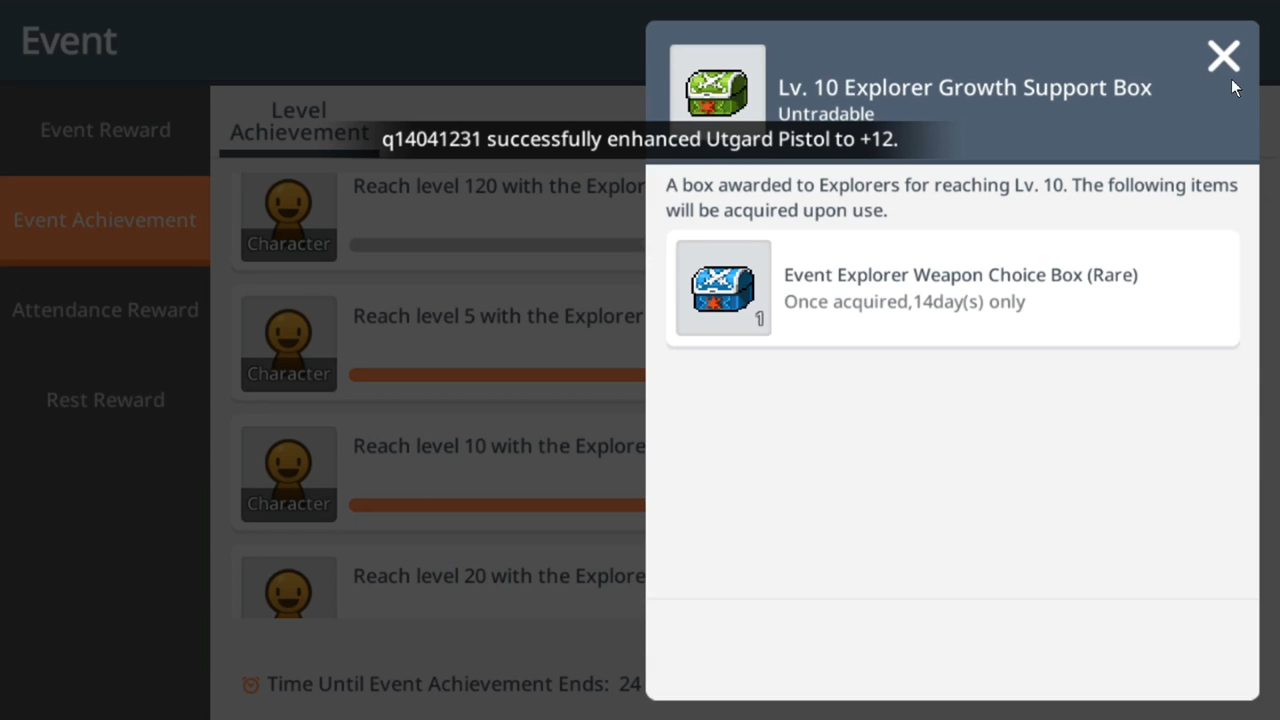 Event
Event Reward
Event Achievement
Attendance Reward
Rest Reward
Level
Achievement
Reach level 120 with the Explor
Character
Reach level 5 with the Explorer
Character
Reach level 10 with the Explore
Character
Reach level 20 with the Explore
Time Until Event Achievement Ends: 24
q14041231 successfully enhanced Utgard Pistol to +12.
Lv. 10 Explorer Growth Support Box
Untradable
A box awarded to Explorers for reaching Lv. 10. The following items
will be acquired upon use.
Event Explorer Weapon Choice Box (Rare)
Once acquired,14day(s) only
1